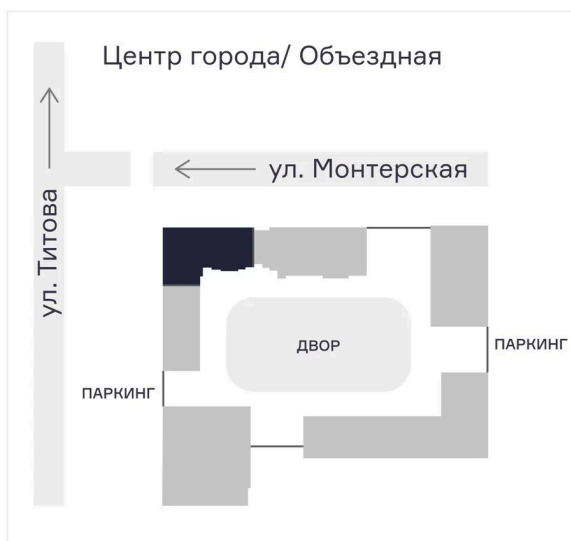 Центр города/ Объездная
ул. Монтерская
ул. Титова
ДВОР
ПАРКИНГ
ПАРКИНГ